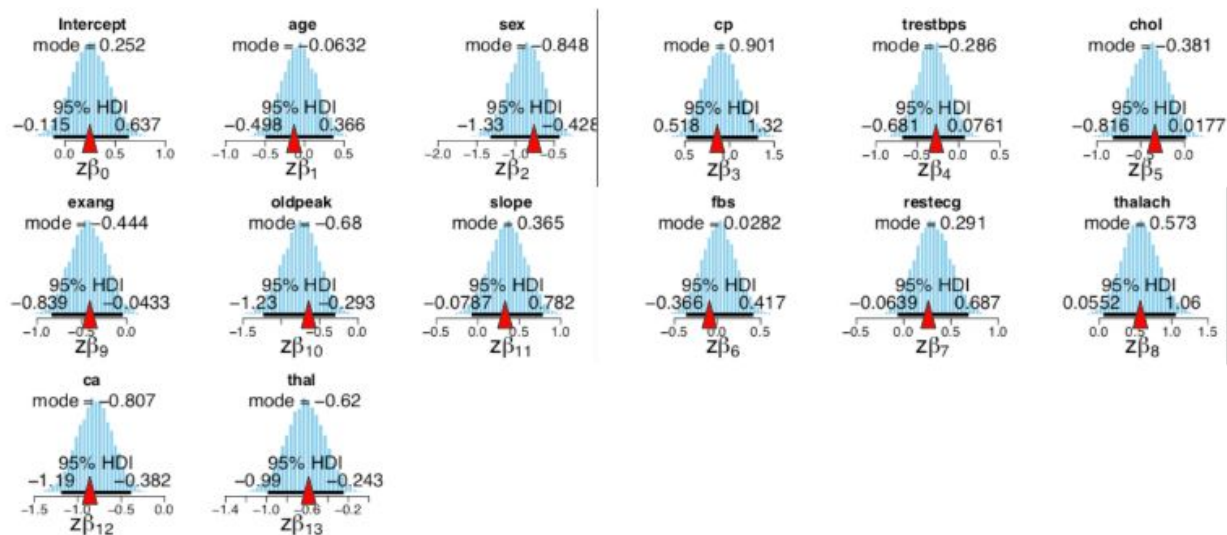 Intercept
mode = 0.252
95% HDI
−0.115 0.637
0.0 0.5 1.0
zβ0
age
mode = −0.0632
95% HDI
−0.498 0.366
−1.0 −0.5 0.0 0.5
zβ1
sex
mode = −0.848
95% HDI
−1.33 −0.428
−2.0 −1.5 −1.0 −0.5
zβ2
cp
mode = 0.901
95% HDI
0.518 1.32
0.5 1.0 1.5
zβ3
trestbps
mode = −0.286
95% HDI
−0.681 0.0761
−1.0 −0.5 0.0 0.5
zβ4
chol
mode = −0.381
95% HDI
−0.816 0.0177
−1.0 −0.5 0.0
zβ5
exang
mode = −0.444
95% HDI
−0.839 −0.0433
−1.0 −0.5 0.0
zβ9
oldpeak
mode = −0.68
95% HDI
−1.23 −0.293
−1.5 −1.0 −0.5 0.0
zβ10
slope
mode = 0.365
95% HDI
−0.0787 0.782
−0.5 0.0 0.5 1.0
zβ11
fbs
mode = 0.0282
95% HDI
−0.366 0.417
−0.5 0.0 0.5
zβ6
restecg
mode = 0.291
95% HDI
−0.0639 0.687
−0.5 0.0 0.5 1.0
zβ7
thalach
mode = 0.573
95% HDI
0.0552 1.06
0.0 0.5 1.0 1.5
zβ8
ca
mode = −0.807
95% HDI
−1.19 −0.382
−1.5 −1.0 −0.5 0.0
zβ12
thal
mode = −0.62
95% HDI
−0.99 −0.243
−1.4 −1.0 −0.6 −0.2
zβ13